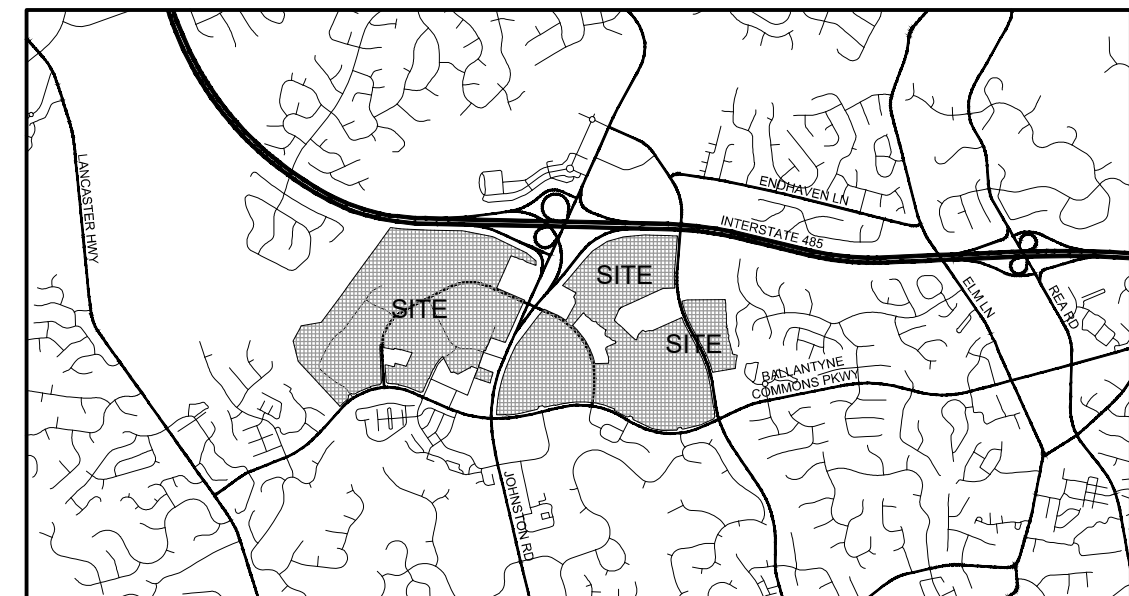 LANCASTER HWY
ENDHAVEN LN
INTERSTATE 485
SITE
SITE
SITE
ELM LN
REA RD
BALLANTYNE
COMMONS PKWY
JOHNSTON RD